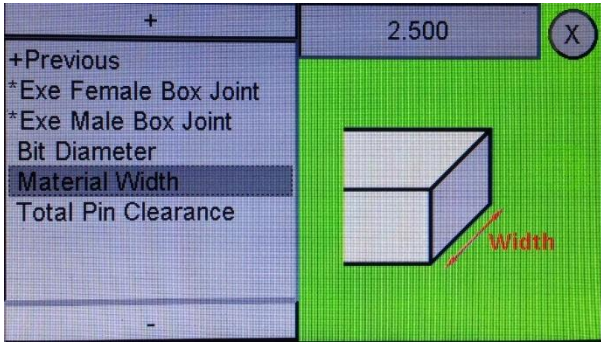 +
2.500
X
+Previous
*Exe Female Box Joint
*Exe Male Box Joint
Bit Diameter
Material Width
Total Pin Clearance
Width
-